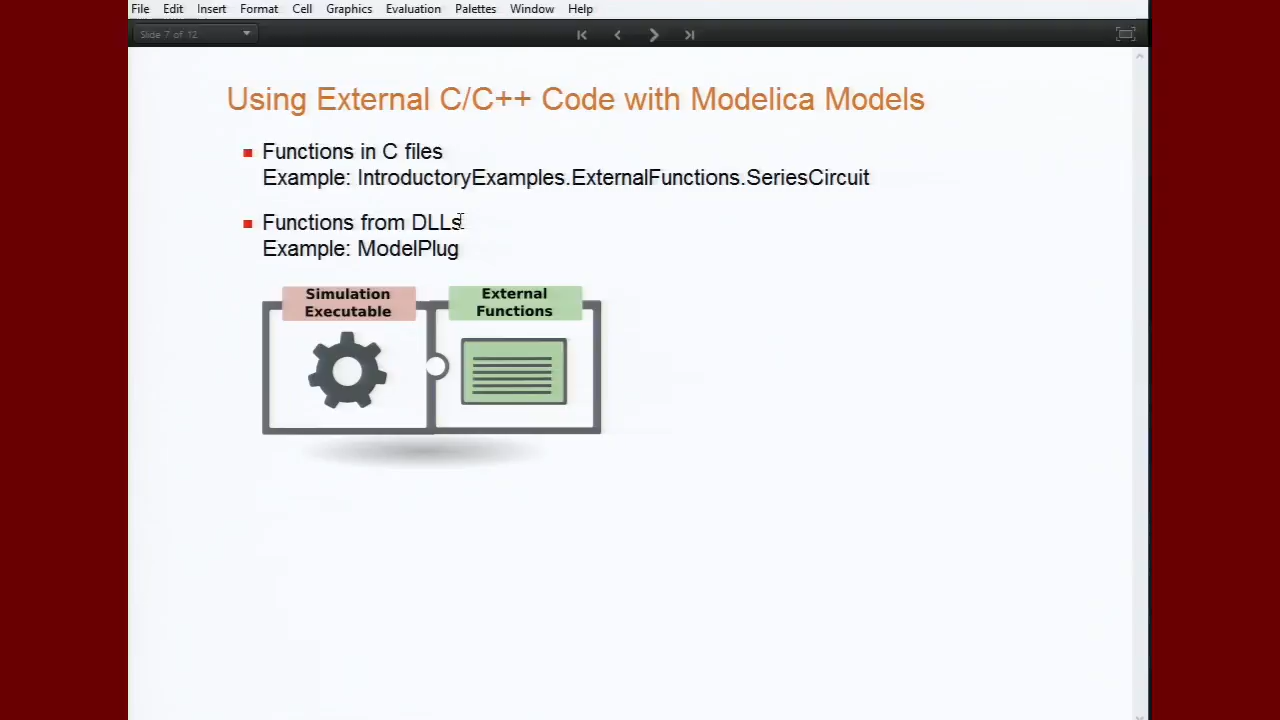 File Edit Insert Format Cell Graphics Evaluation Palettes Window Help
Slide 7 of 12
Using External C/C++ Code with Modelica Models
Functions in C files
Example: IntroductoryExamples.ExternalFunctions.SeriesCircuit
Functions from DLLs
Example: ModelPlug
Simulation
Executable
External
Functions